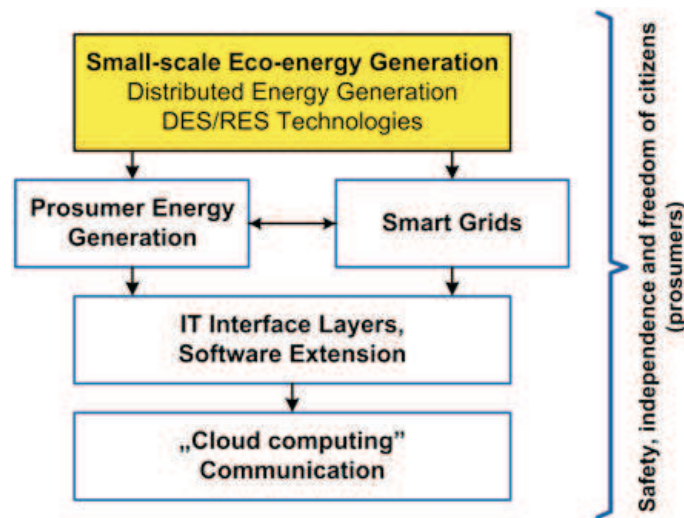 Small-scale Eco-energy Generation
Distributed Energy Generation
DES/RES Technologies
Prosumer Energy
Generation
Smart Grids
IT Interface Layers,
Software Extension
„Cloud computing”
Communication
Safety, independence and freedom of citizens
(prosumers)